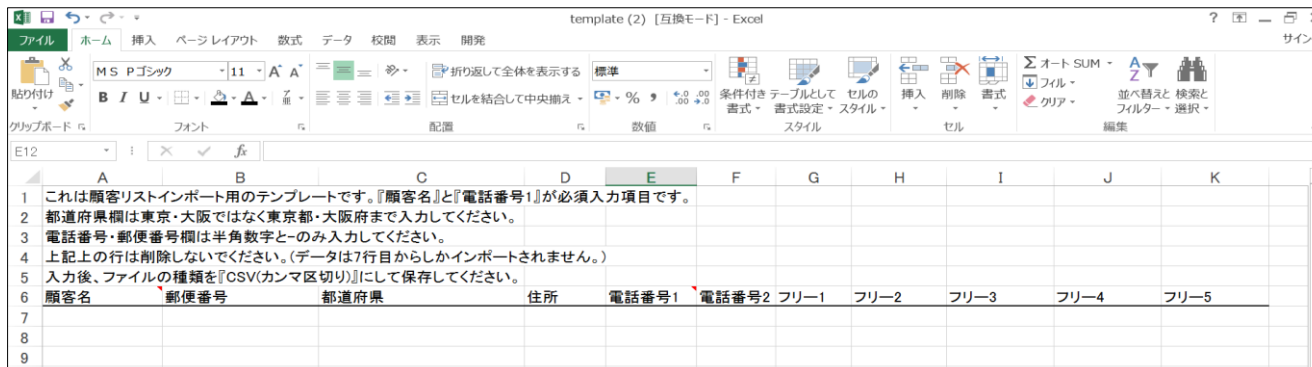 template (2) [互換モード] - Excel
ファイル ホーム 挿入 ページ レイアウト 数式 データ 校閲 表示 開発 サイン
貼り付け
ＭＳ Ｐゴシック 11 A A
B I U A
折り返して全体を表示する
セルを結合して中央揃え
標準
% , .00 .0
条件付き書式 テーブルとして書式設定 セルのスタイル
挿入 削除 書式
Σ オート SUM
フィル
クリア
並べ替えとフィルター 検索と選択
クリップボード フォント 配置 数値 スタイル セル 編集
E12 fx
A B C D E F G H I J K
1 これは顧客リストインポート用のテンプレートです。『顧客名』と『電話番号1』が必須入力項目です。
2 都道府県欄は東京・大阪ではなく東京都・大阪府まで入力してください。
3 電話番号・郵便番号欄は半角数字と-のみ入力してください。
4 上記上の行は削除しないでください。(データは7行目からしかインポートされません。)
5 入力後、ファイルの種類を『CSV(カンマ区切り)』にして保存してください。
6 顧客名 郵便番号 都道府県 住所 電話番号1 電話番号2 フリー1 フリー2 フリー3 フリー4 フリー5
7
8
9